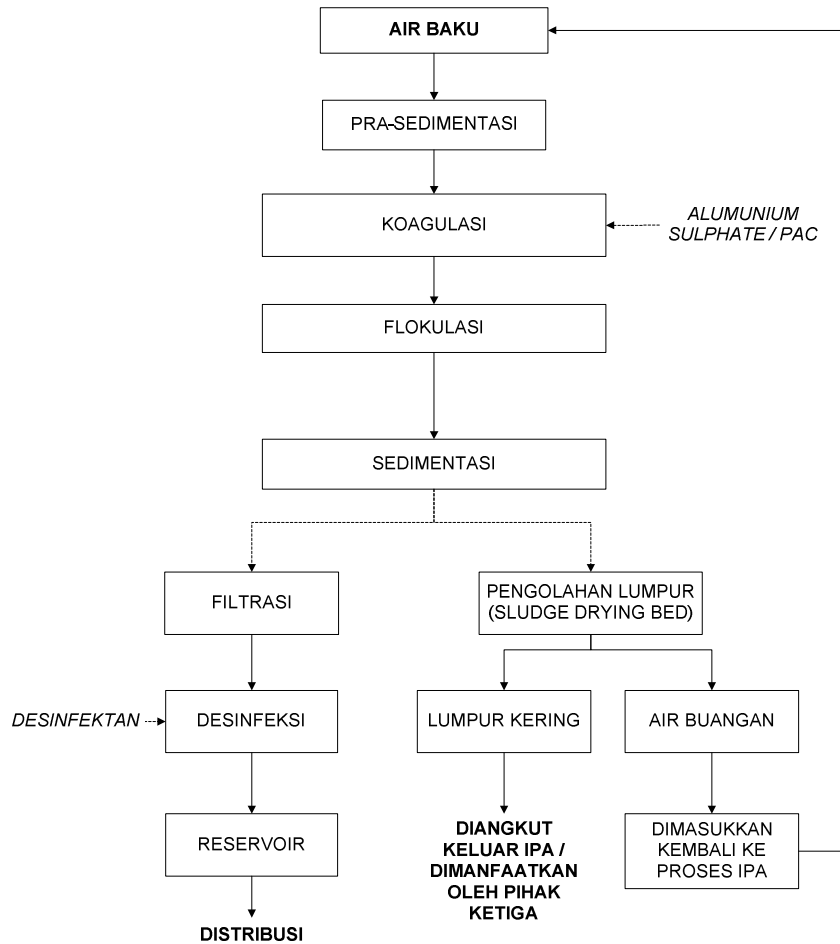 AIR BAKU
PRA-SEDIMENTASI
KOAGULASI
ALUMUNIUM
SULPHATE / PAC
FLOKULASI
SEDIMENTASI
FILTRASI
PENGOLAHAN LUMPUR
(SLUDGE DRYING BED)
DESINFEKTAN
DESINFEKSI
LUMPUR KERING
AIR BUANGAN
RESERVOIR
DIANGKUT
KELUAR IPA /
DIMANFAATKAN
OLEH PIHAK
KETIGA
DIMASUKKAN
KEMBALI KE
PROSES IPA
DISTRIBUSI